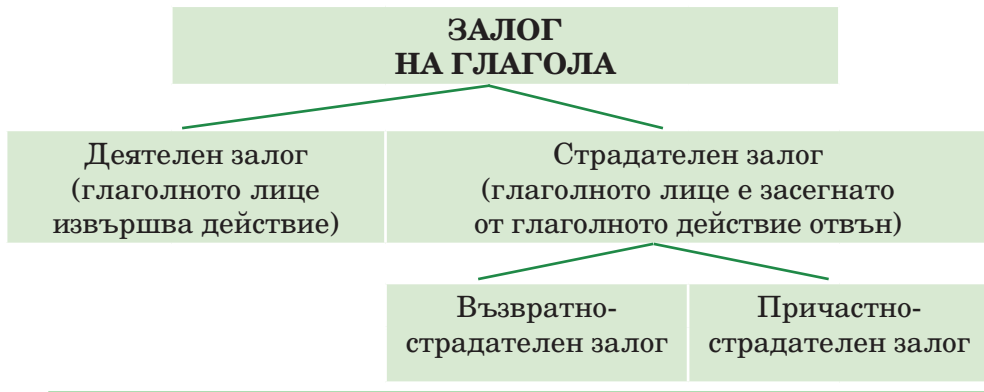 ЗАЛОГ
НА ГЛАГОЛА
Деятелен залог
(глаголното лице
извършва действие)
Страдателен залог
(глаголното лице е засегнато
от глаголното действие отвън)
Възвратно-
страдателен залог
Причастно-
страдателен залог